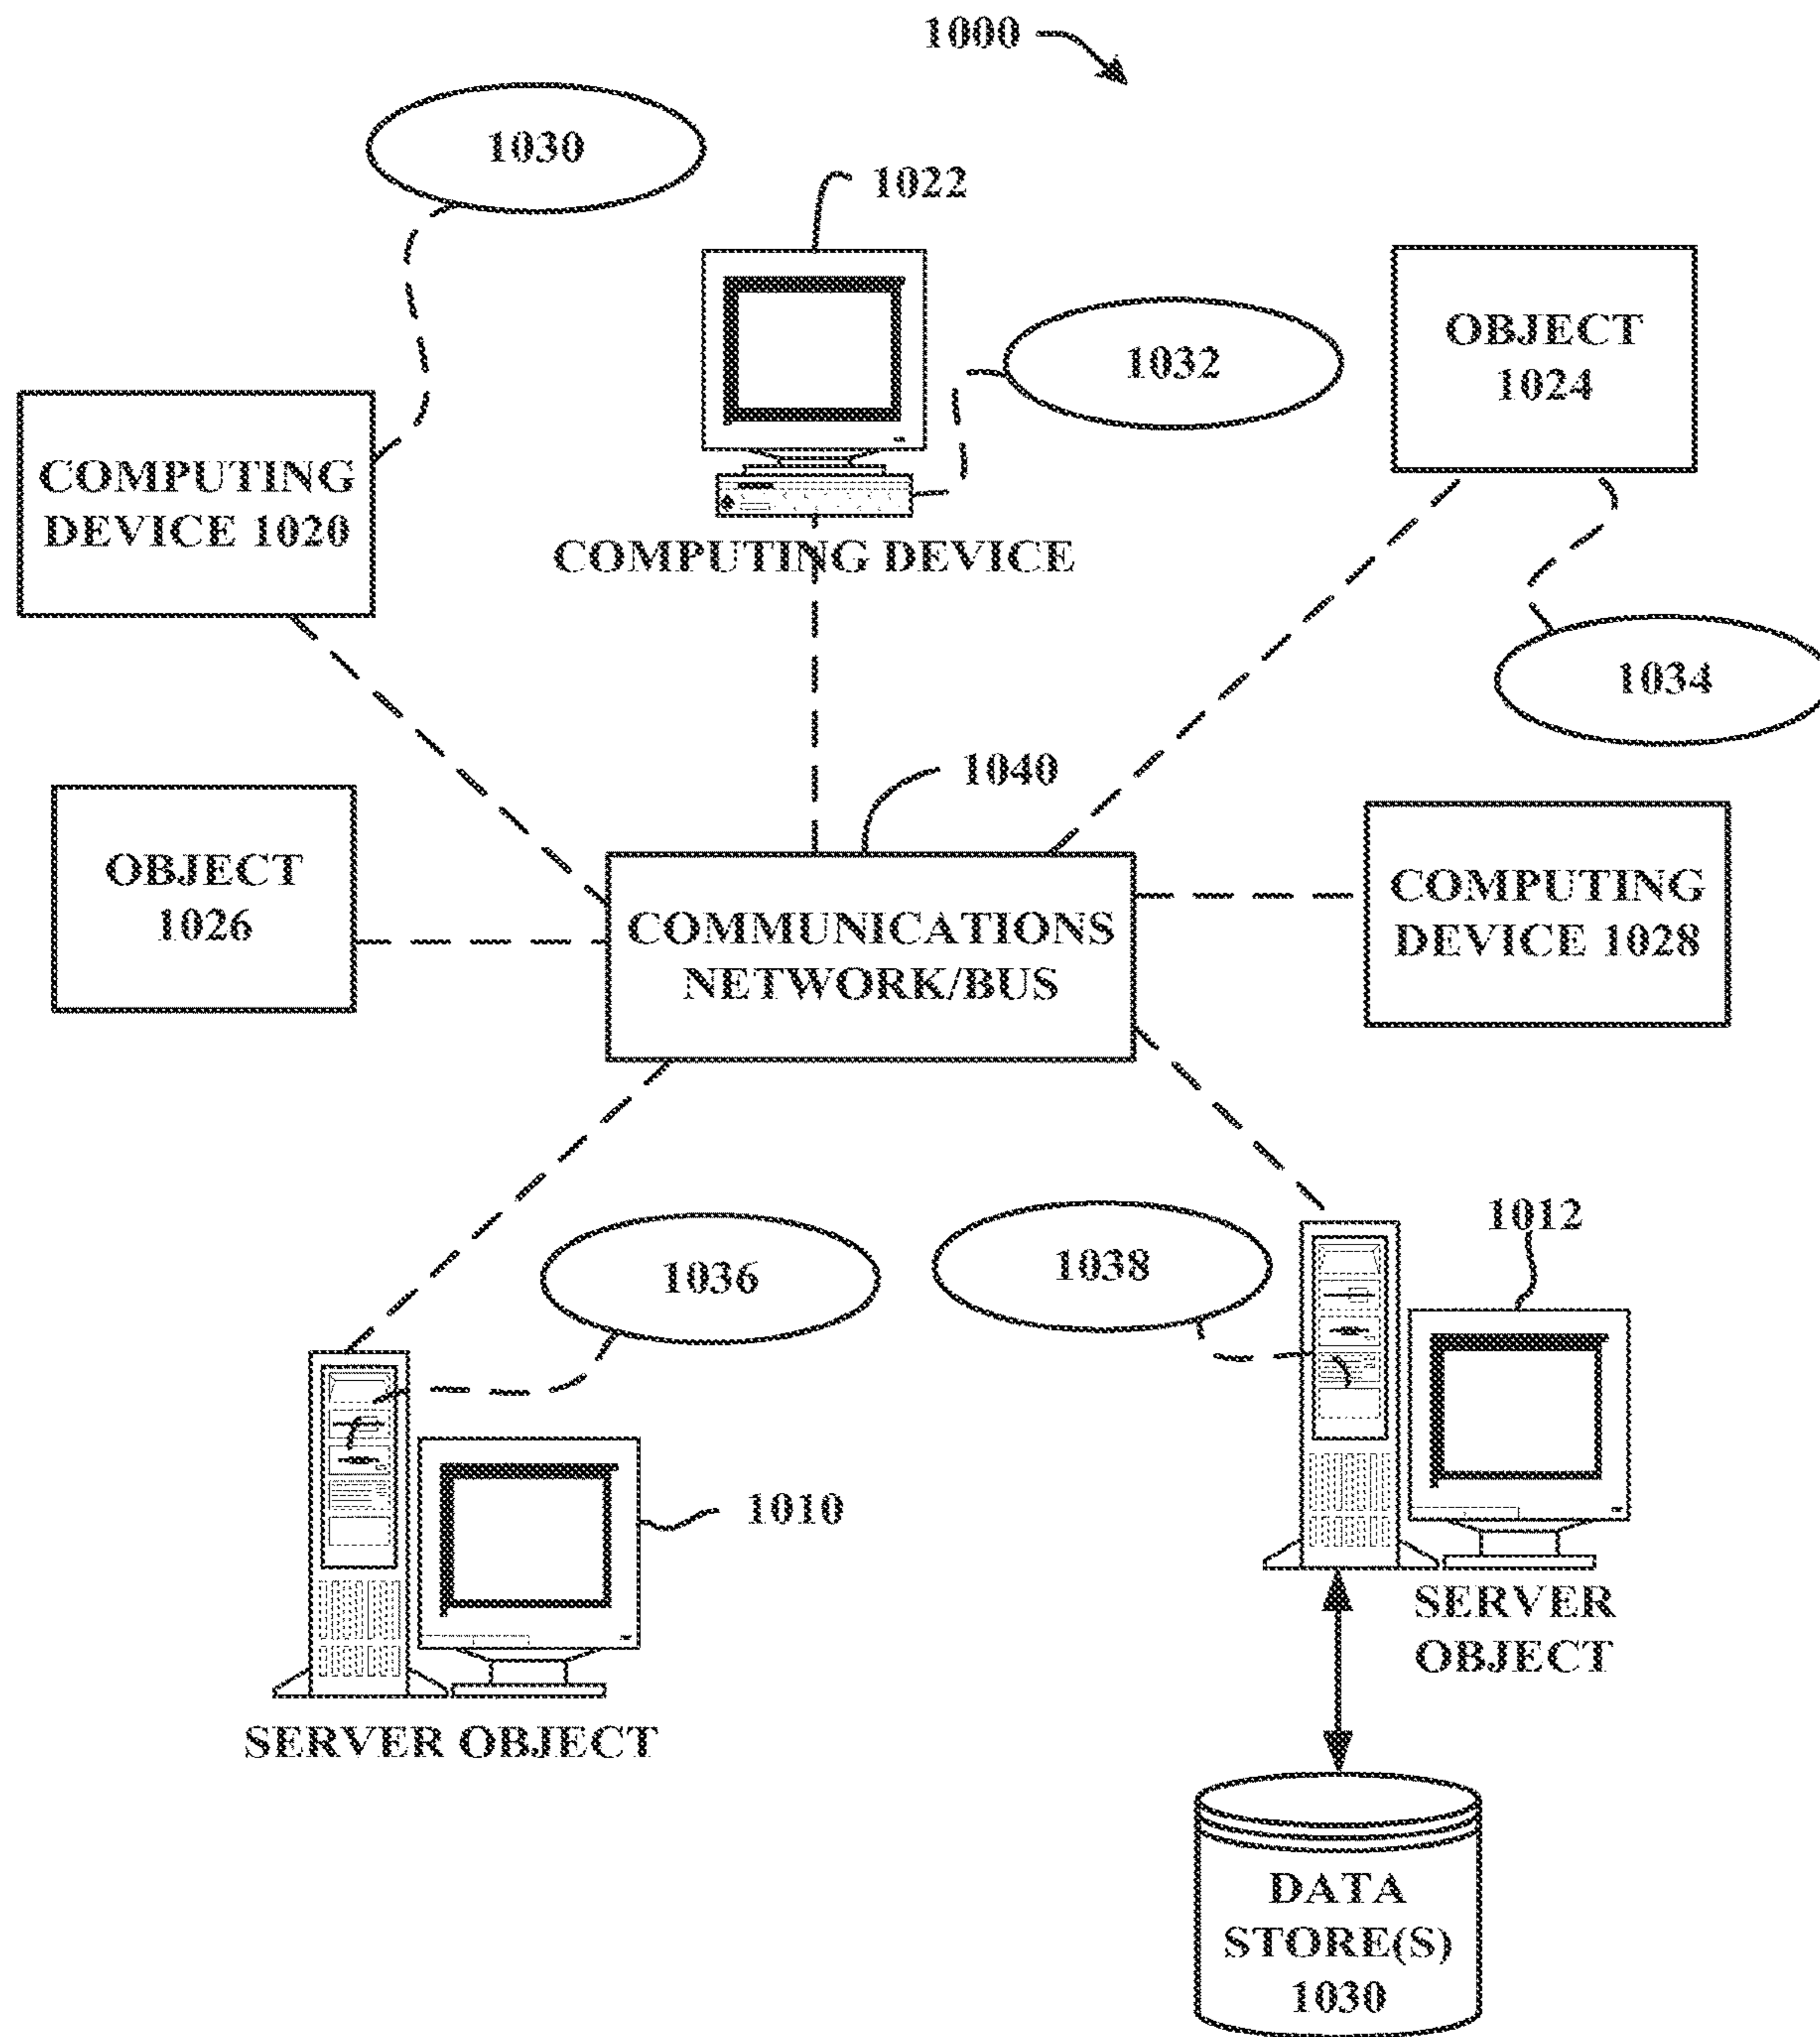 1000
1030
1022
1032
OBJECT
1024
COMPUTING
DEVICE 1020
COMPUTING DEVICE
1034
1040
OBJECT
1026
COMMUNICATIONS
NETWORK/BUS
COMPUTING
DEVICE 1028
1036
1038
1012
1010
SERVER
OBJECT
SERVER OBJECT
DATA
STORE(S)
1030